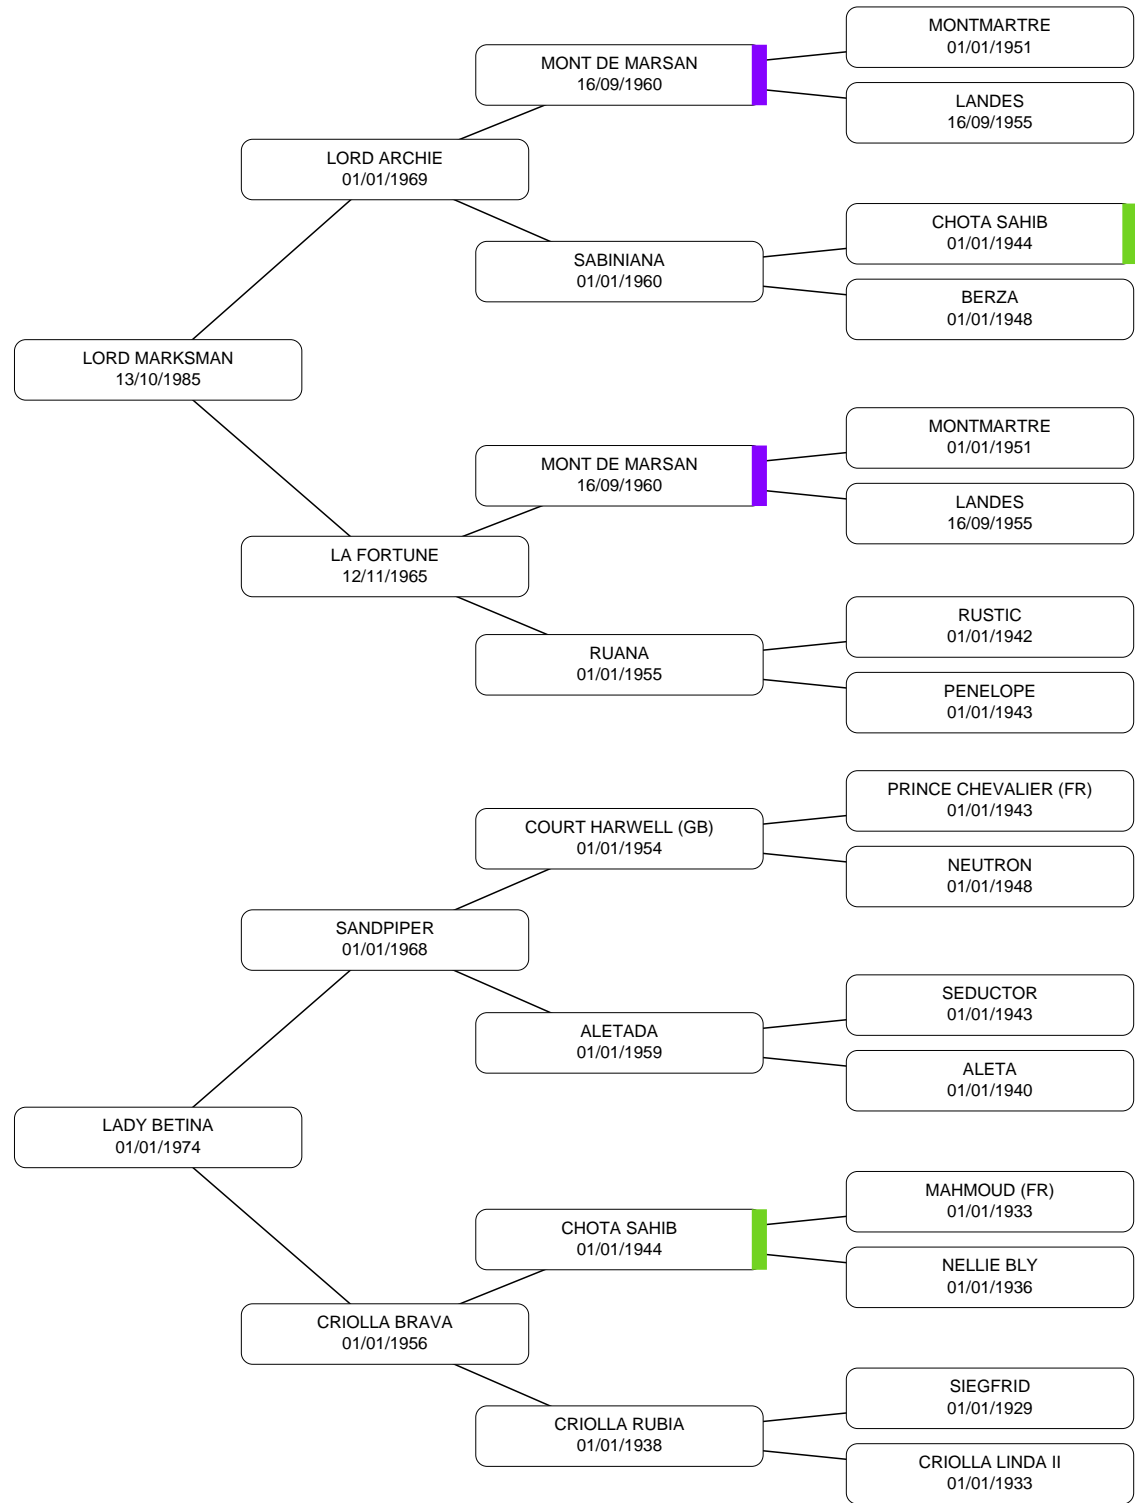 MONTMARTRE
01/01/1951
MONT DE MARSAN
16/09/1960
LANDES
16/09/1955
LORD ARCHIE
01/01/1969
CHOTA SAHIB
01/01/1944
SABINIANA
01/01/1960
BERZA
01/01/1948
LORD MARKSMAN
13/10/1985
MONTMARTRE
01/01/1951
MONT DE MARSAN
16/09/1960
LANDES
16/09/1955
LA FORTUNE
12/11/1965
RUSTIC
01/01/1942
RUANA
01/01/1955
PENELOPE
01/01/1943
PRINCE CHEVALIER (FR)
01/01/1943
COURT HARWELL (GB)
01/01/1954
NEUTRON
01/01/1948
SANDPIPER
01/01/1968
SEDUCTOR
01/01/1943
ALETADA
01/01/1959
ALETA
01/01/1940
LADY BETINA
01/01/1974
MAHMOUD (FR)
01/01/1933
CHOTA SAHIB
01/01/1944
NELLIE BLY
01/01/1936
CRIOLLA BRAVA
01/01/1956
SIEGFRID
01/01/1929
CRIOLLA RUBIA
01/01/1938
CRIOLLA LINDA II
01/01/1933